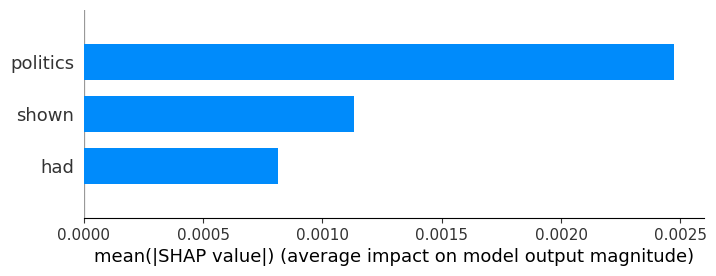 politics
shown
had
0.0000 0.0005 0.0010 0.0015 0.0020 0.0025
mean(|SHAP value|) (average impact on model output magnitude)